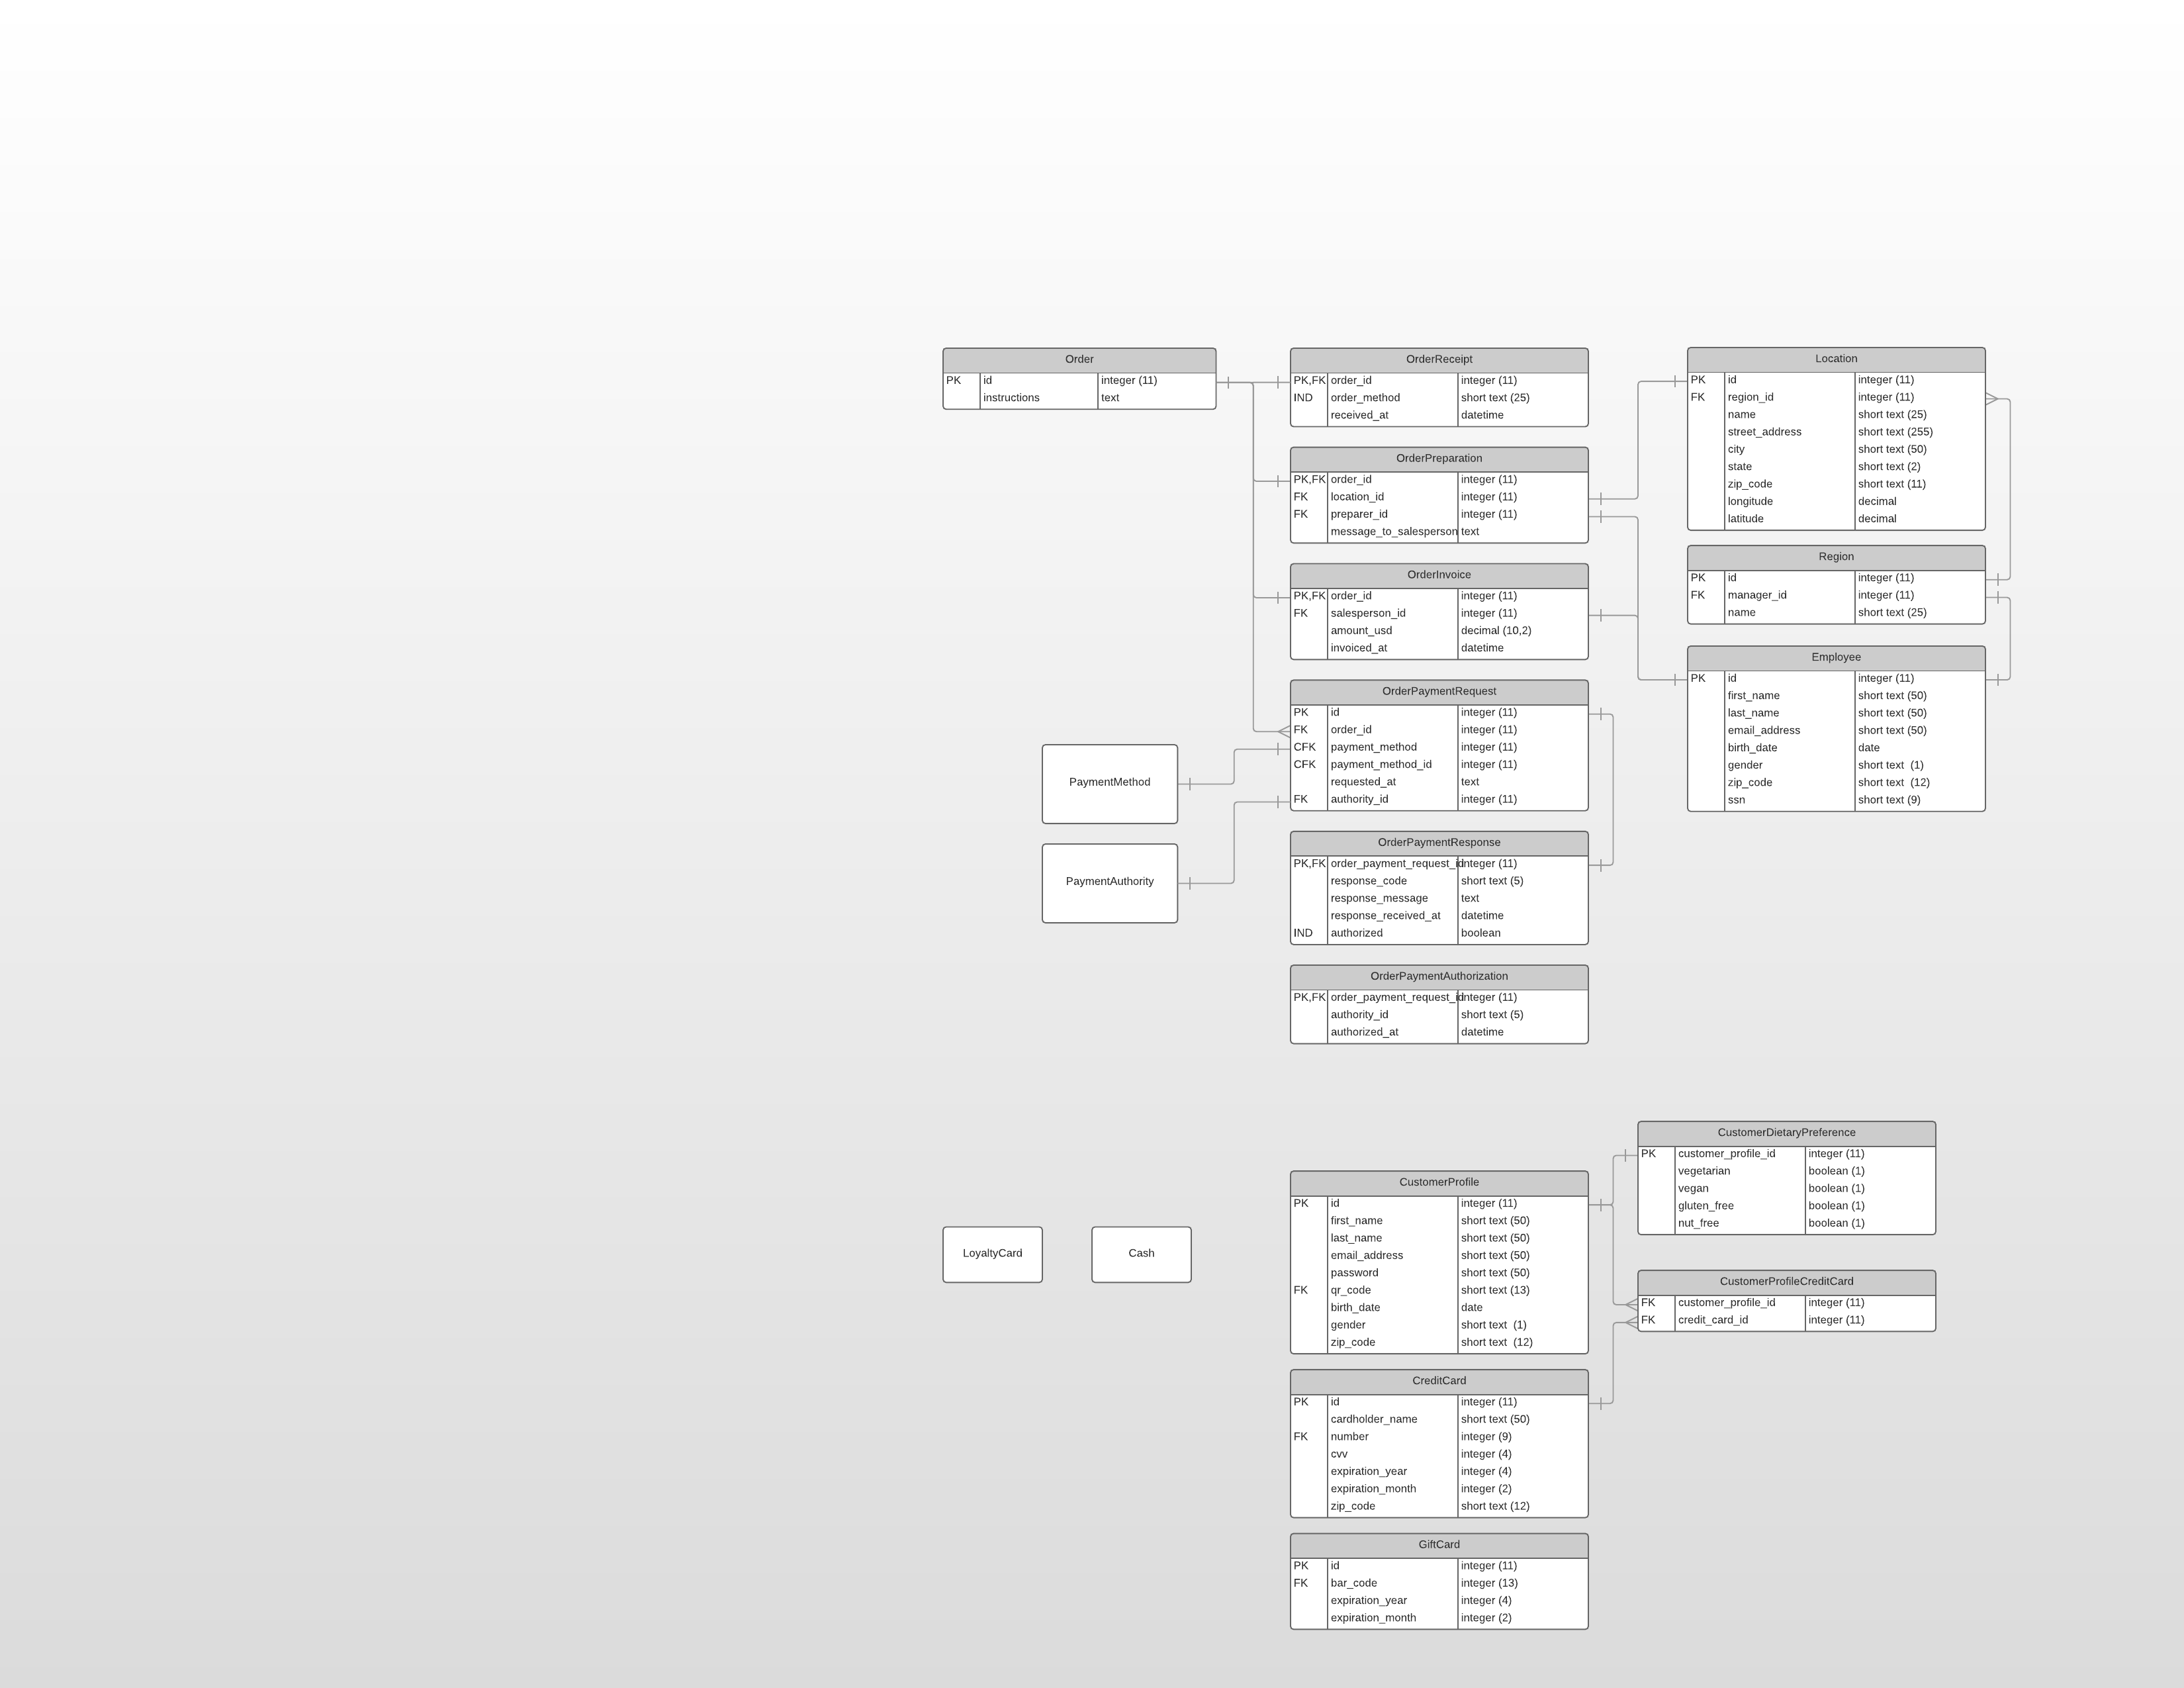 Order
PK id integer (11)
instructions text
OrderReceipt
PK,FK order_id integer (11)
IND order_method short text (25)
received_at datetime
Location
PK id integer (11)
FK region_id integer (11)
name short text (25)
street_address short text (255)
city short text (50)
state short text (2)
zip_code short text (11)
longitude decimal
latitude decimal
OrderPreparation
PK,FK order_id integer (11)
FK location_id integer (11)
FK preparer_id integer (11)
message_to_salesperson text
Region
PK id integer (11)
FK manager_id integer (11)
name short text (25)
OrderInvoice
PK,FK order_id integer (11)
FK salesperson_id integer (11)
amount_usd decimal (10,2)
invoiced_at datetime
Employee
PK id integer (11)
first_name short text (50)
last_name short text (50)
email_address short text (50)
birth_date date
gender short text (1)
zip_code short text (12)
ssn short text (9)
OrderPaymentRequest
PK id integer (11)
FK order_id integer (11)
CFK payment_method integer (11)
CFK payment_method_id integer (11)
requested_at text
FK authority_id integer (11)
PaymentMethod
PaymentAuthority
OrderPaymentResponse
PK,FK order_payment_request_id integer (11)
response_code short text (5)
response_message text
response_received_at datetime
IND authorized boolean
OrderPaymentAuthorization
PK,FK order_payment_request_id integer (11)
authority_id short text (5)
authorized_at datetime
CustomerDietaryPreference
PK customer_profile_id integer (11)
vegetarian boolean (1)
vegan boolean (1)
gluten_free boolean (1)
nut_free boolean (1)
CustomerProfile
PK id integer (11)
first_name short text (50)
last_name short text (50)
email_address short text (50)
password short text (50)
FK qr_code short text (13)
birth_date date
gender short text (1)
zip_code short text (12)
LoyaltyCard
Cash
CustomerProfileCreditCard
FK customer_profile_id integer (11)
FK credit_card_id integer (11)
CreditCard
PK id integer (11)
cardholder_name short text (50)
FK number integer (9)
cvv integer (4)
expiration_year integer (4)
expiration_month integer (2)
zip_code short text (12)
GiftCard
PK id integer (11)
FK bar_code integer (13)
expiration_year integer (4)
expiration_month integer (2)